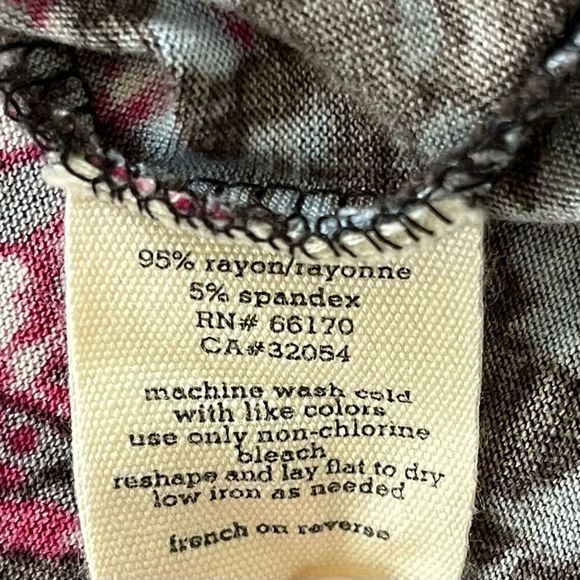 95% rayon/rayonne
5% spandex
RN# 66170
CA#32054
machine wash cold
with like colors
use only non-chlorine
bleach
reshape and lay flat to dry
low iron as needed
french on reverse